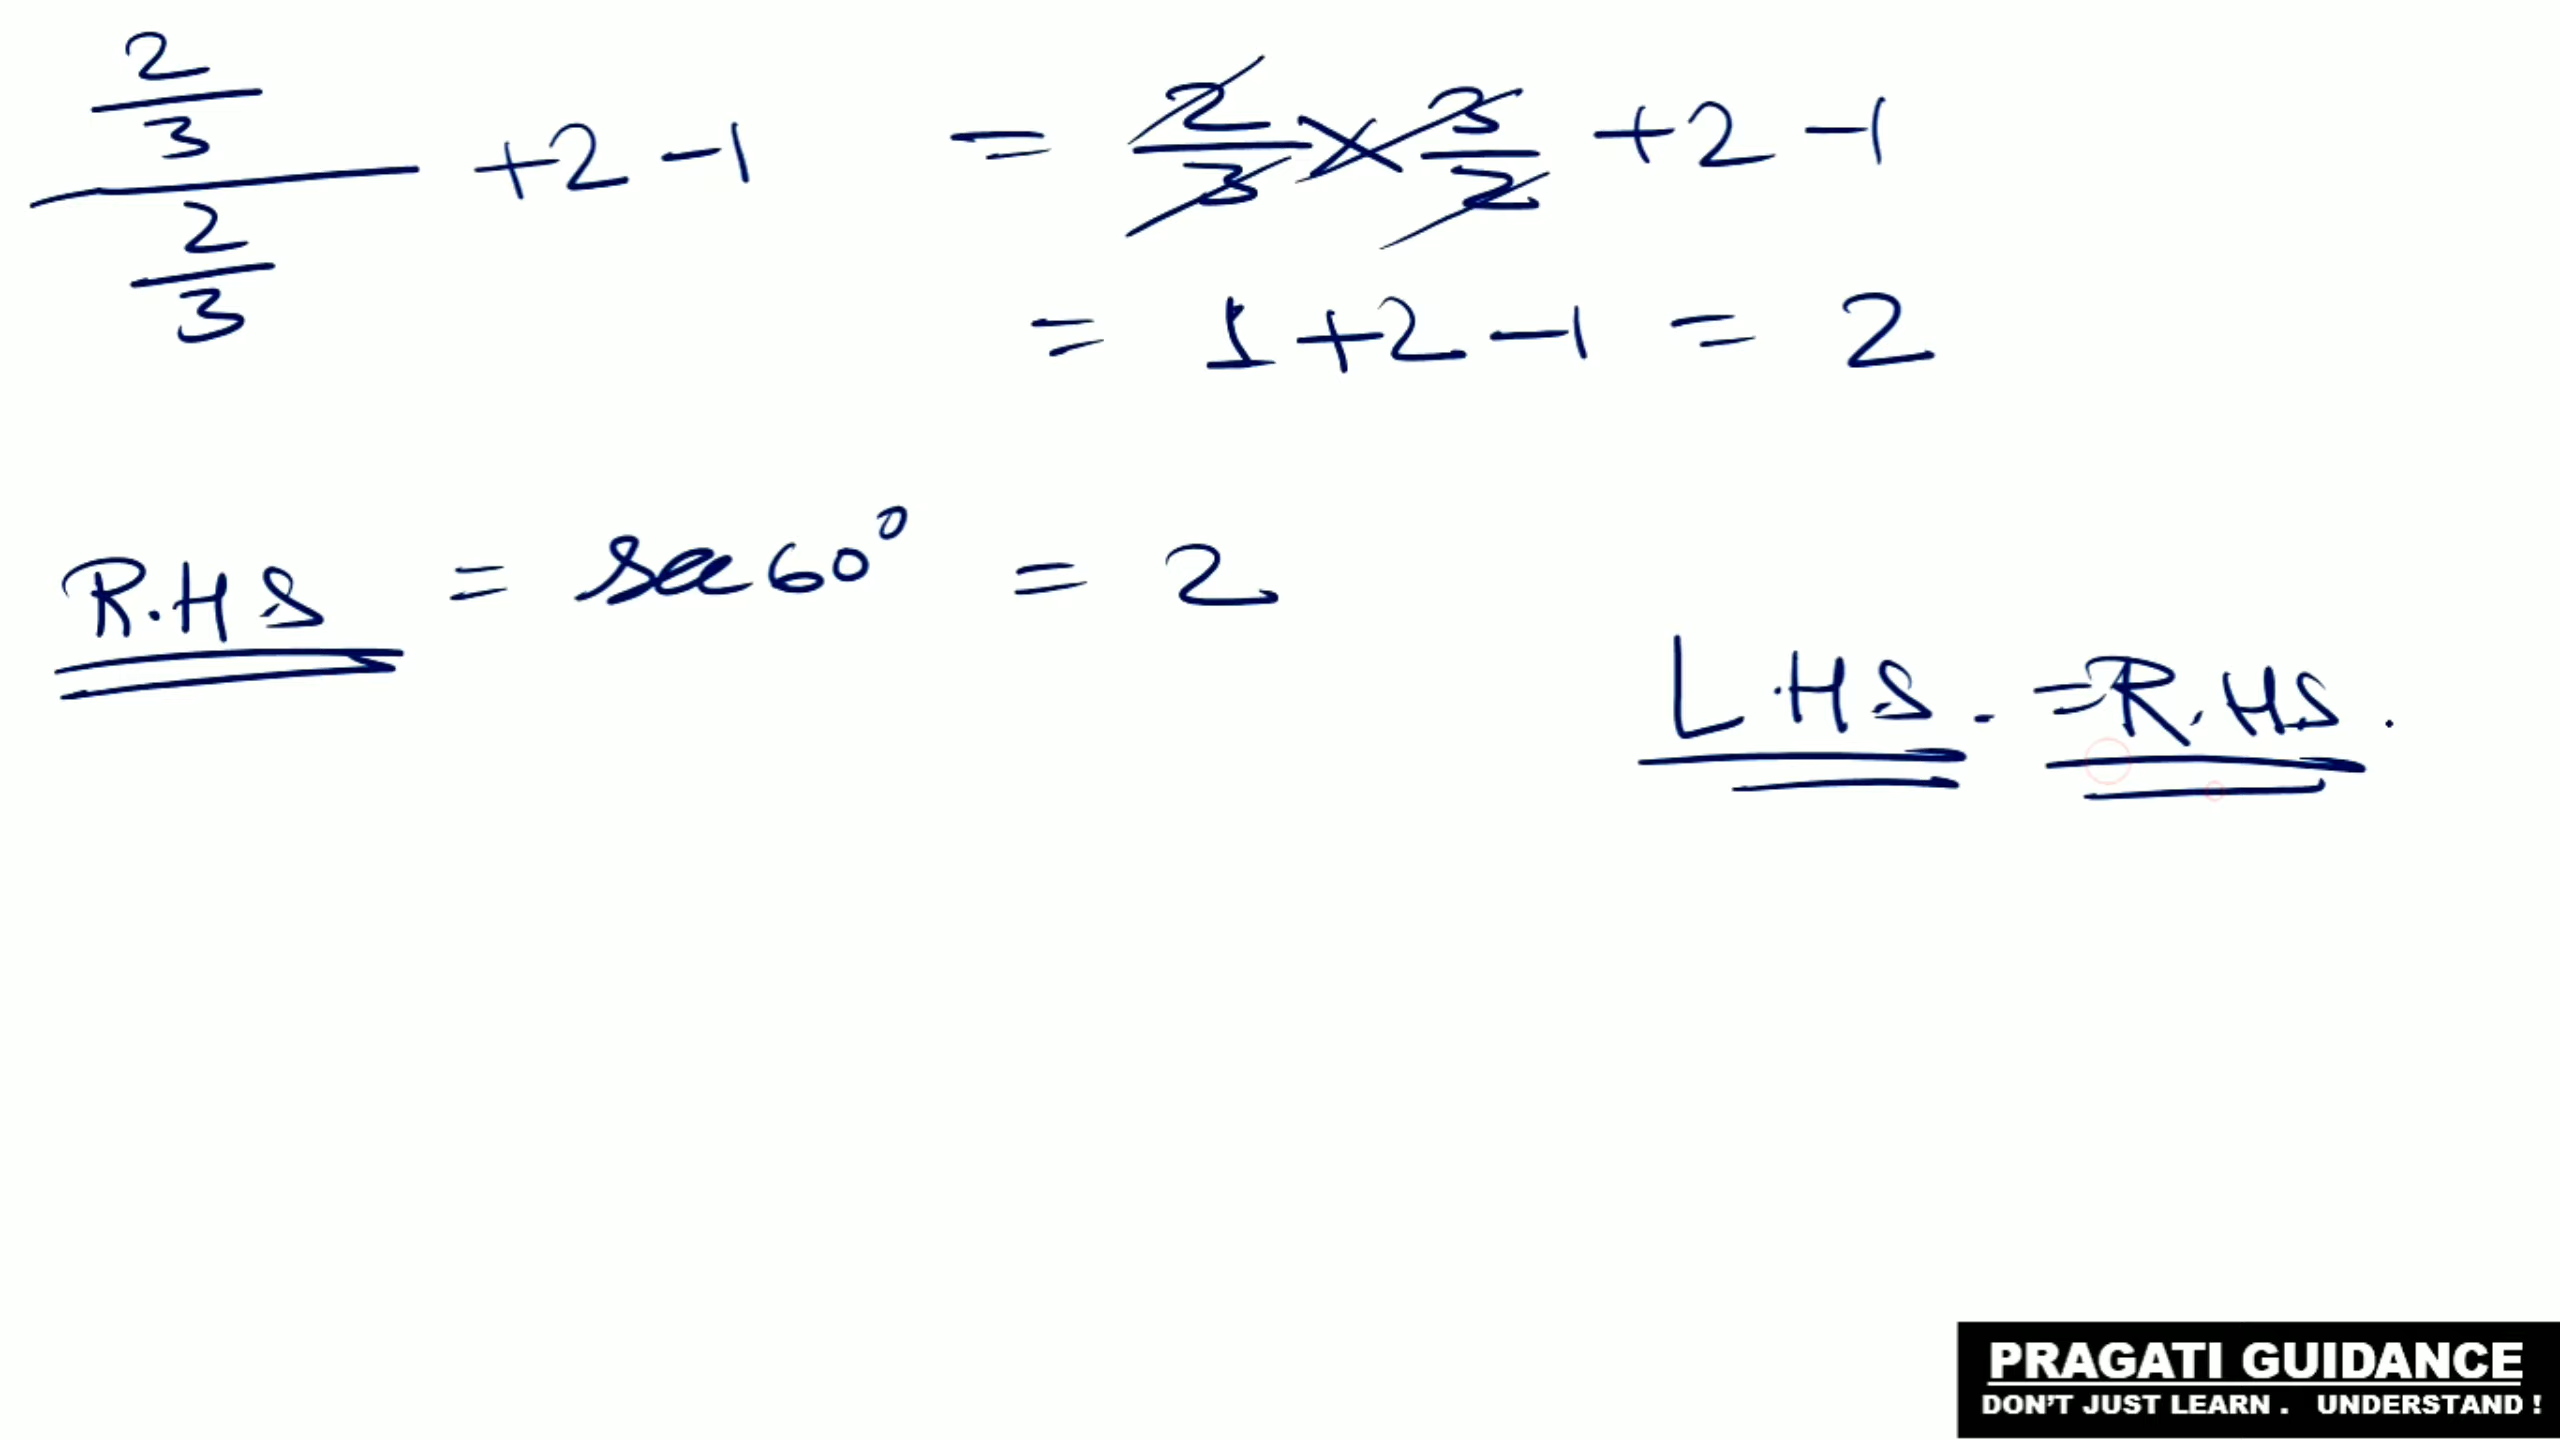 (2/3)/(2/3) +2 -1 = 2/3 × 3/2 +2 -1
= 1 +2 -1 = 2
R.H S = sec 60° = 2
L.H S. = R.H S.
PRAGATI GUIDANCE
DON'T JUST LEARN . UNDERSTAND !